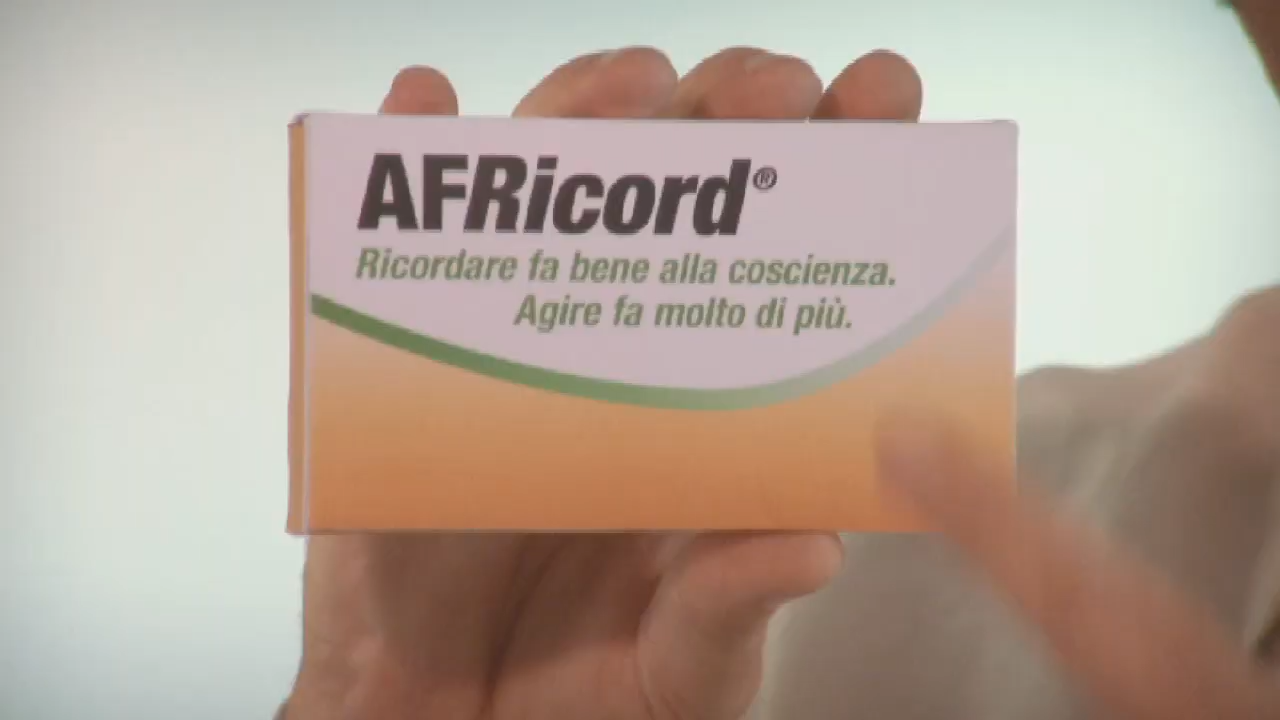 AFRicord®
Ricordare fa bene alla coscienza.
Agire fa molto di più.